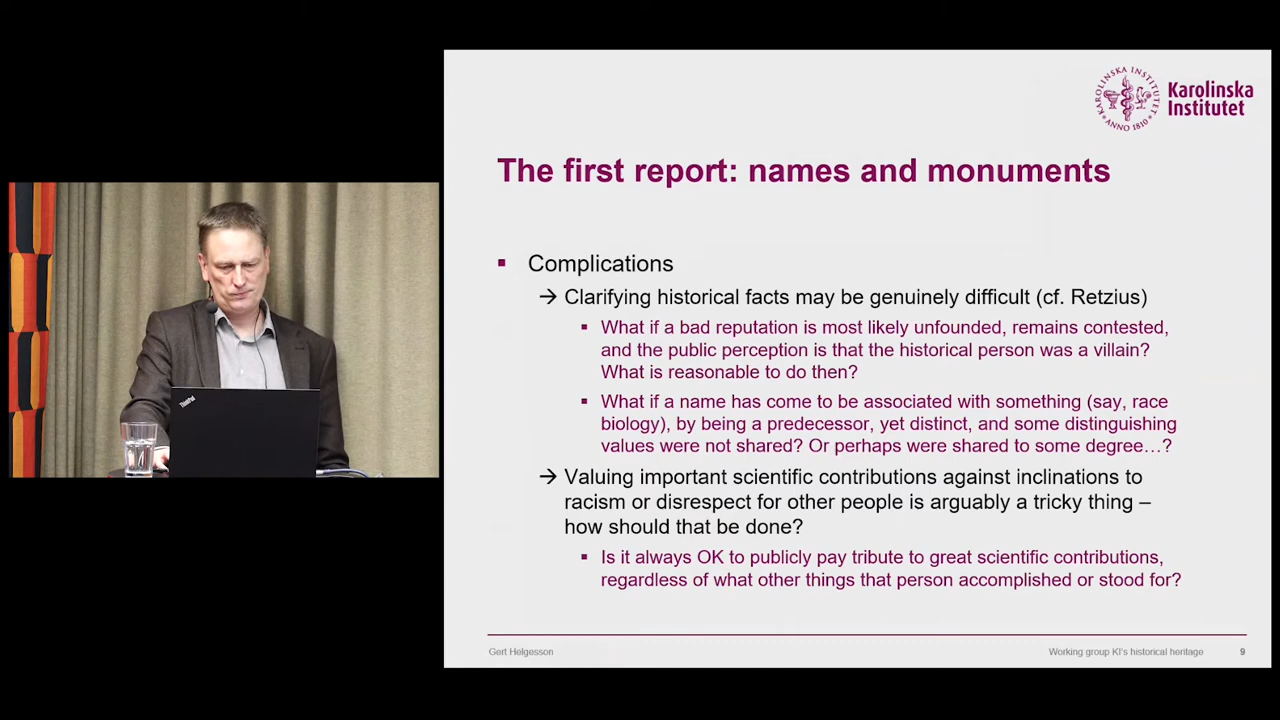 KAROLINSKA INSTITUTET
ANNO 1810
Karolinska
Institutet
The first report: names and monuments
▪ Complications
→ Clarifying historical facts may be genuinely difficult (cf. Retzius)
▪ What if a bad reputation is most likely unfounded, remains contested,
and the public perception is that the historical person was a villain?
What is reasonable to do then?
▪ What if a name has come to be associated with something (say, race
biology), by being a predecessor, yet distinct, and some distinguishing
values were not shared? Or perhaps were shared to some degree…?
→ Valuing important scientific contributions against inclinations to
racism or disrespect for other people is arguably a tricky thing –
how should that be done?
▪ Is it always OK to publicly pay tribute to great scientific contributions,
regardless of what other things that person accomplished or stood for?
Gert Helgesson
Working group KI's historical heritage
9
ThinkPad